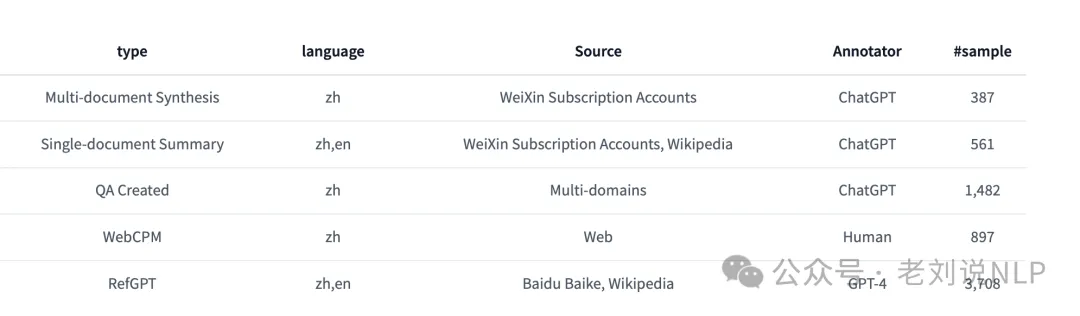 type language Source Annotator #sample
Multi-document Synthesis zh WeiXin Subscription Accounts ChatGPT 387
Single-document Summary zh,en WeiXin Subscription Accounts, Wikipedia ChatGPT 561
QA Created zh Multi-domains ChatGPT 1,482
WebCPM zh Web Human 897
RefGPT zh,en Baidu Baike, Wikipedia GPT-4 3,708
公众号 · 老刘说NLP